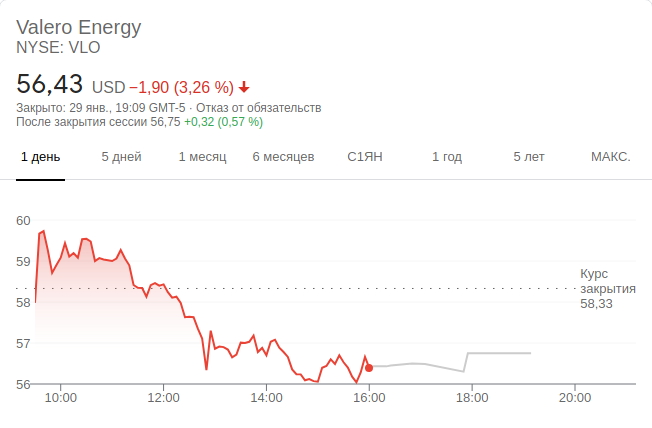 Valero Energy
NYSE: VLO
56,43 USD −1,90 (3,26 %)
Закрыто: 29 янв., 19:09 GMT-5 · Отказ от обязательств
После закрытия сессии 56,75 +0,32 (0,57 %)
1 день 5 дней 1 месяц 6 месяцев С1ЯН 1 год 5 лет МАКС.
60
59
Курс
закрытия
58,33
58
57
56
10:00 12:00 14:00 16:00 18:00 20:00